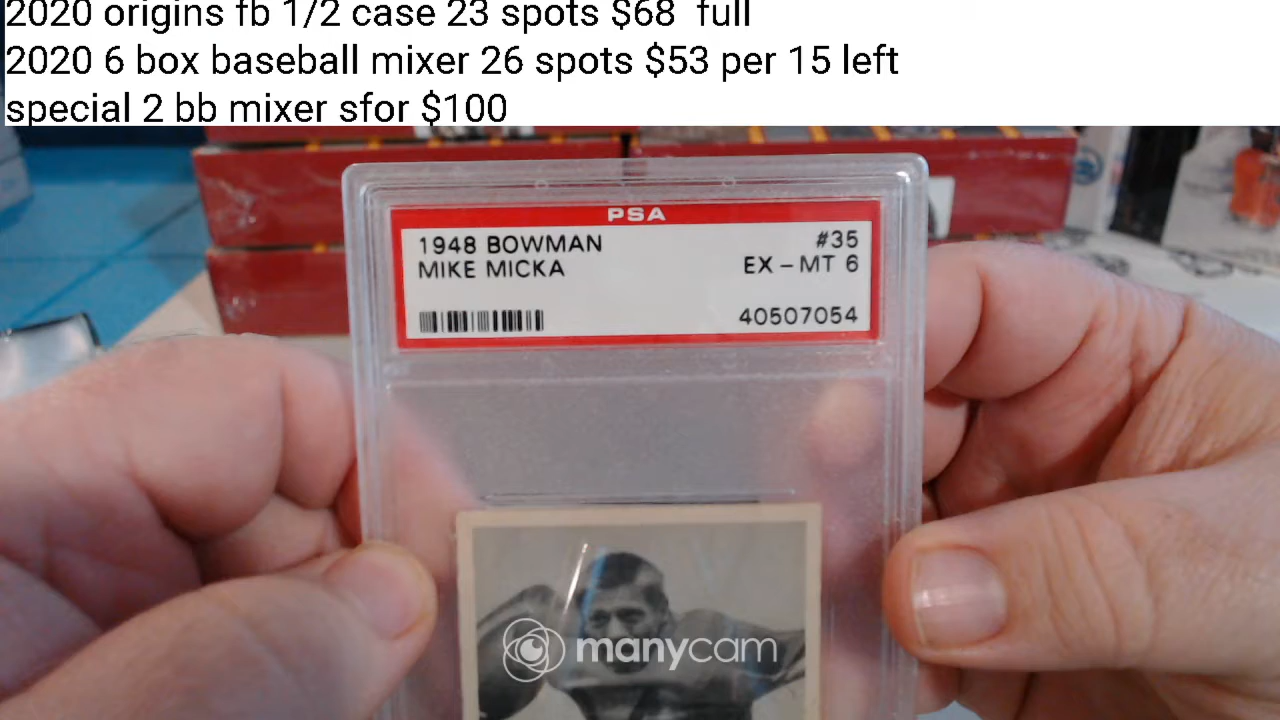 2020 origins fb 1/2 case 23 spots $68 full
2020 6 box baseball mixer 26 spots $53 per 15 left
special 2 bb mixer sfor $100
PSA
1948 BOWMAN #35
MIKE MICKA EX-MT 6
40507054
manycam